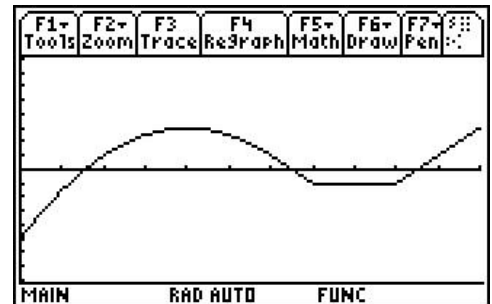 F1 F2 F3 F4 F5 F6 F7
Tools Zoom Trace ReGraph Math Draw Pen
MAIN RAD AUTO FUNC